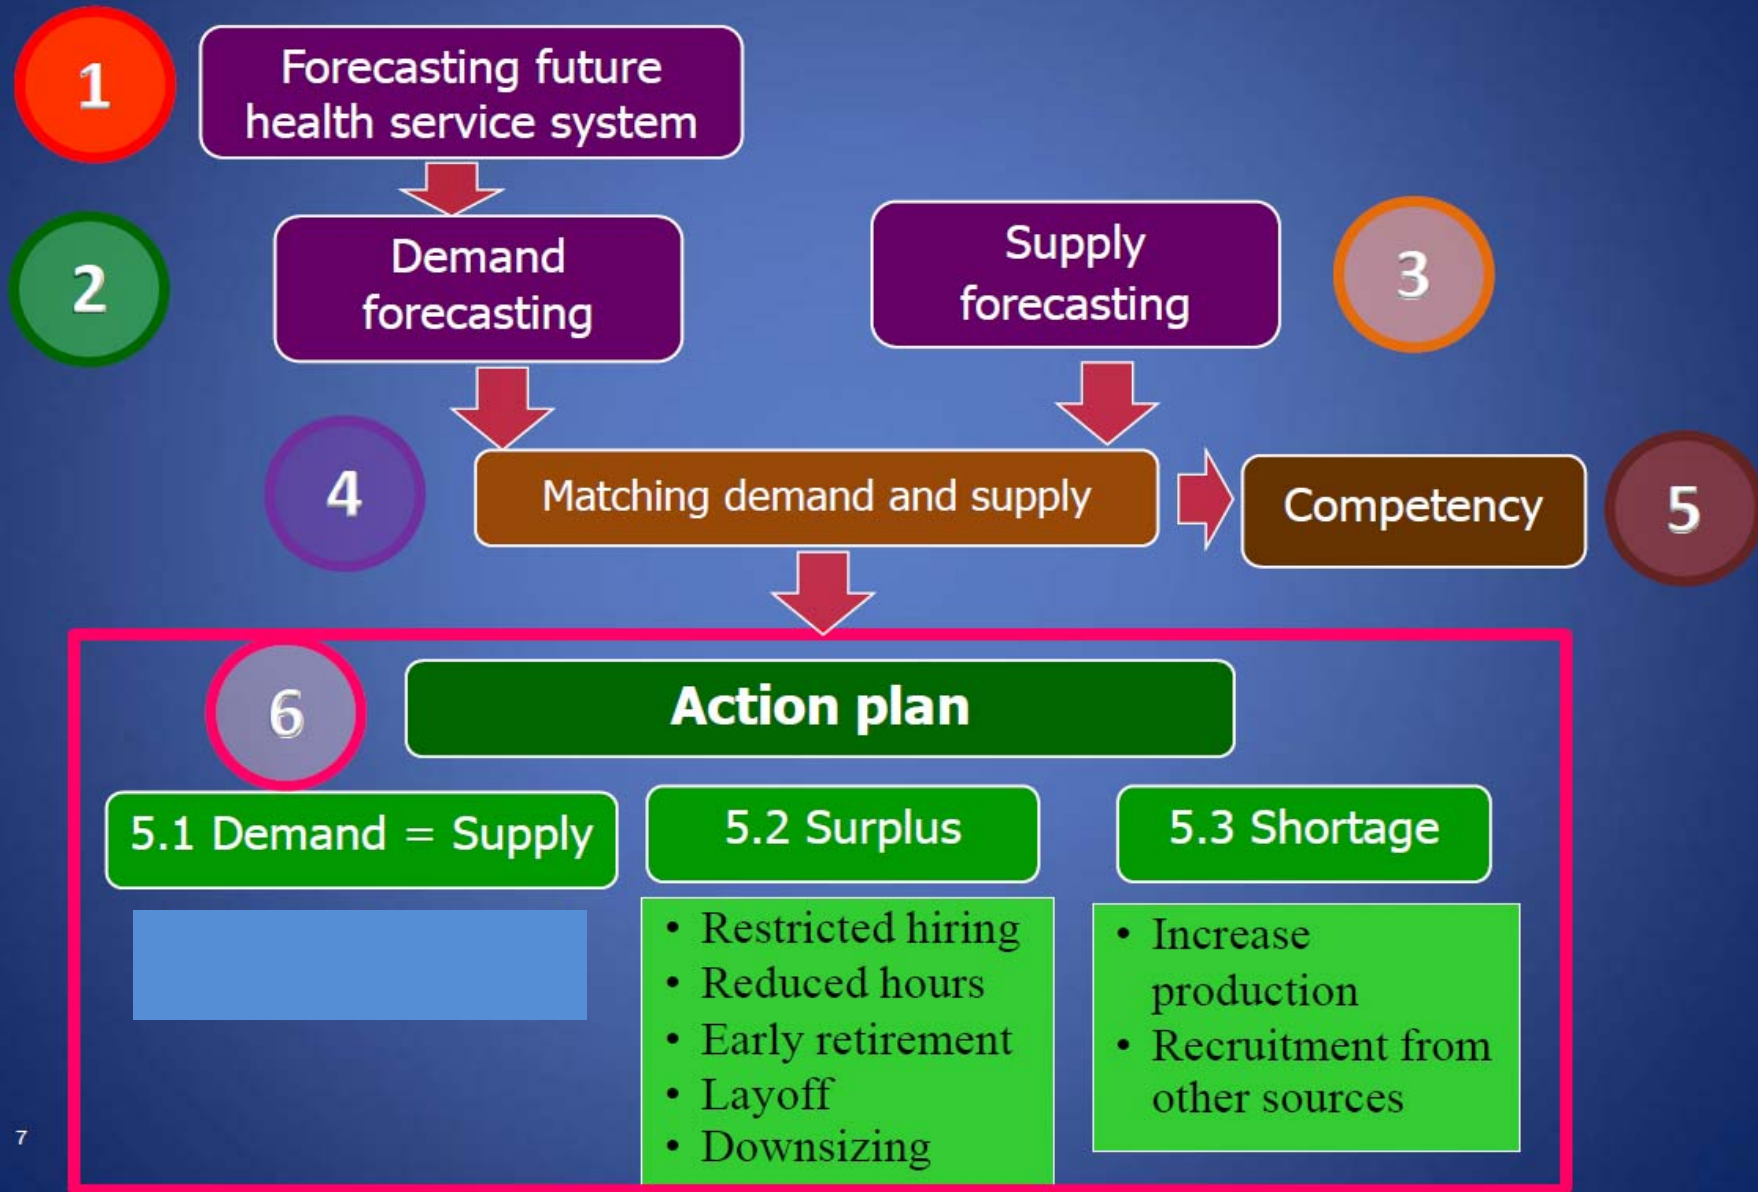 1
Forecasting future
health service system
2
Demand
forecasting
Supply
forecasting
3
4
Matching demand and supply
Competency
5
6
Action plan
5.1 Demand = Supply
5.2 Surplus
• Restricted hiring
• Reduced hours
• Early retirement
• Layoff
• Downsizing
5.3 Shortage
• Increase
production
• Recruitment from
other sources
7